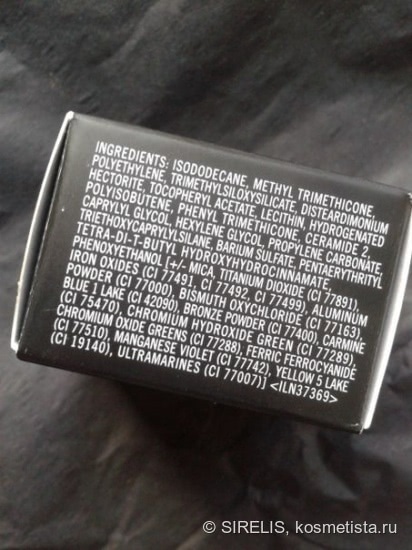 INGREDIENTS: ISODODECANE, METHYL TRIMETHICONE,
POLYETHYLENE, TRIMETHYLSILOXYSILICATE, DISTEARDIMONIUM
HECTORITE, TOCOPHERYL ACETATE, LECITHIN, HYDROGENATED
POLYISOBUTENE, PHENYL TRIMETHICONE, CERAMIDE 2,
CAPRYLYL GLYCOL, HEXYLENE GLYCOL, PROPYLENE CARBONATE,
TRIETHOXYCAPRYLYLSILANE, BARIUM SULFATE, PENTAERYTHRITYL
TETRA-DI-T-BUTYL HYDROXYHYDROCINNAMATE,
PHENOXYETHANOL [+/- MICA, TITANIUM DIOXIDE (CI 77891),
IRON OXIDES (CI 77491, CI 77492, CI 77499), ALUMINUM
POWDER (CI 77000), BISMUTH OXYCHLORIDE (CI 77163),
BLUE 1 LAKE (CI 42090), BRONZE POWDER (CI 77400), CARMINE
(CI 75470), CHROMIUM HYDROXIDE GREEN (CI 77289),
CHROMIUM OXIDE GREENS (CI 77288), FERRIC FERROCYANIDE
(CI 77510), MANGANESE VIOLET (CI 77742), YELLOW 5 LAKE
(CI 19140), ULTRAMARINES (CI 77007)] <ILN37369>
© SIRELIS, kosmetista.ru